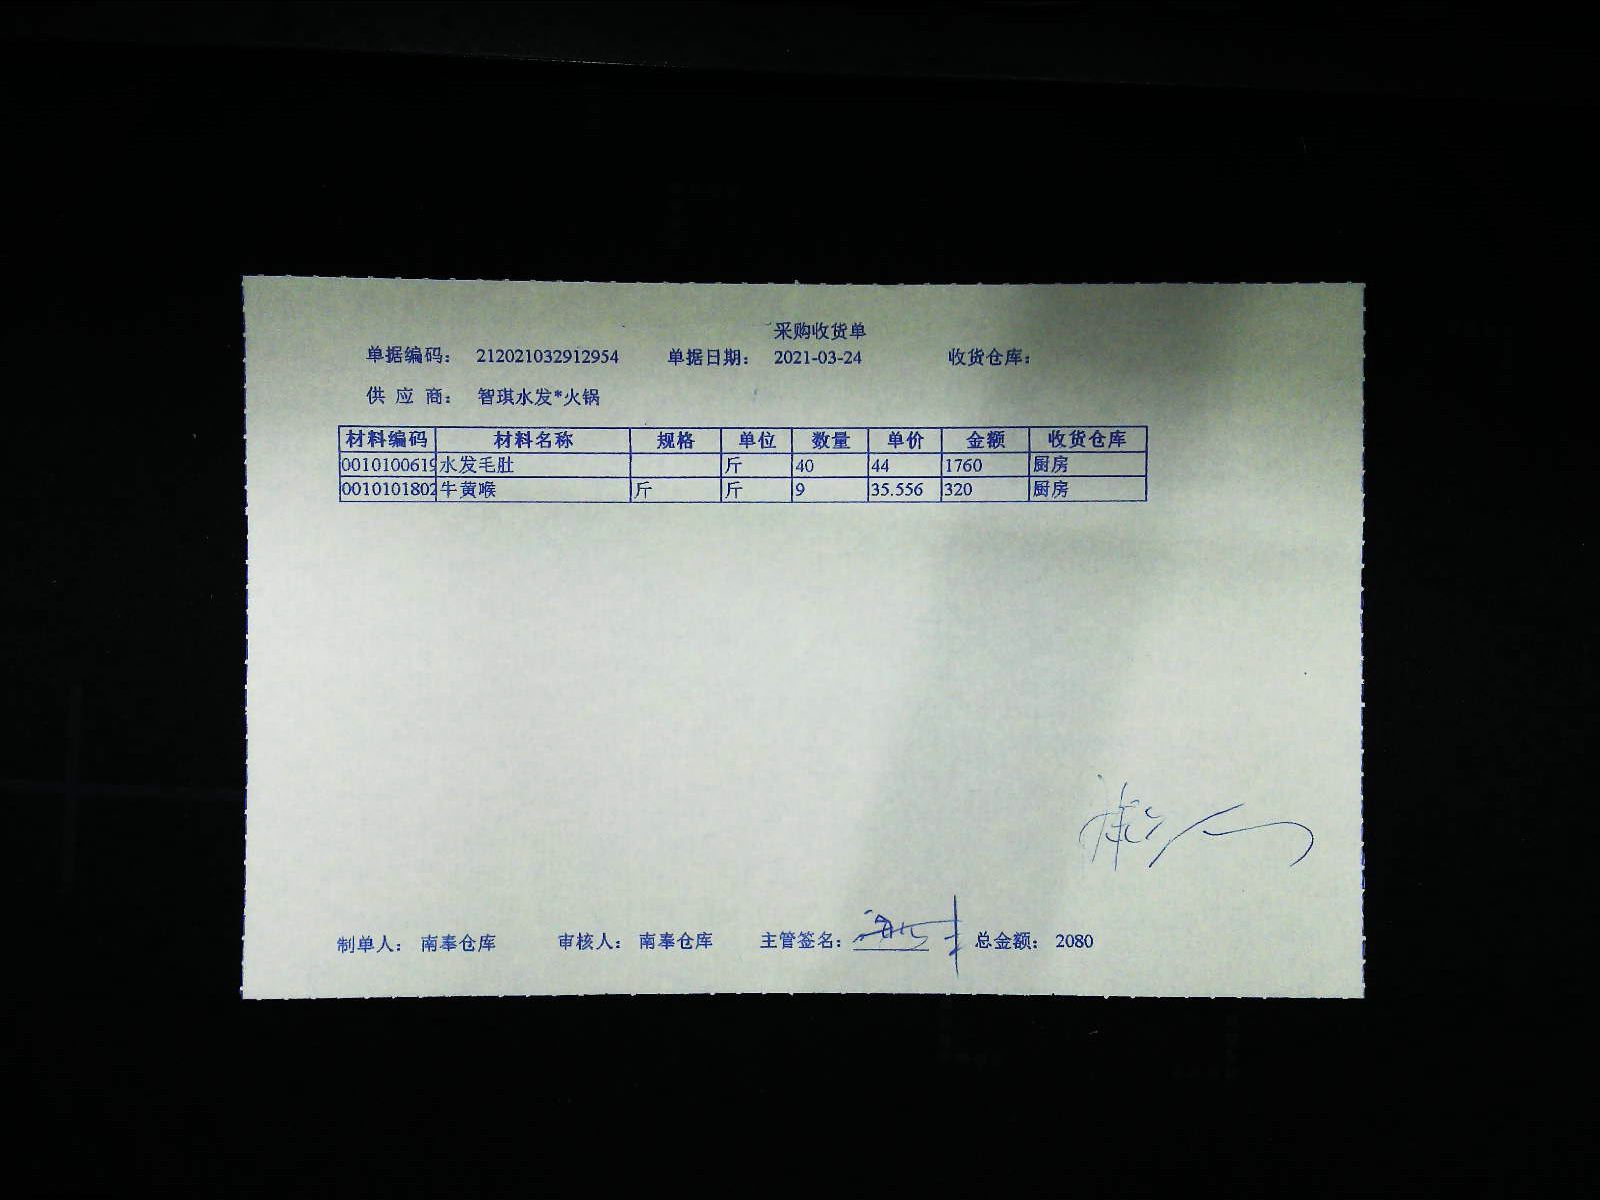 采购收货单
单据编码： 212021032912954 单据日期： 2021-03-24 收货仓库：
供 应 商： 智琪水发*火锅
材料编码 材料名称 规格 单位 数量 单价 金额 收货仓库
0010100619 水发毛肚 斤 40 44 1760 厨房
0010101802 牛黄喉 斤 斤 9 35.556 320 厨房
制单人： 南奉仓库 审核人： 南奉仓库 主管签名： 总金额： 2080